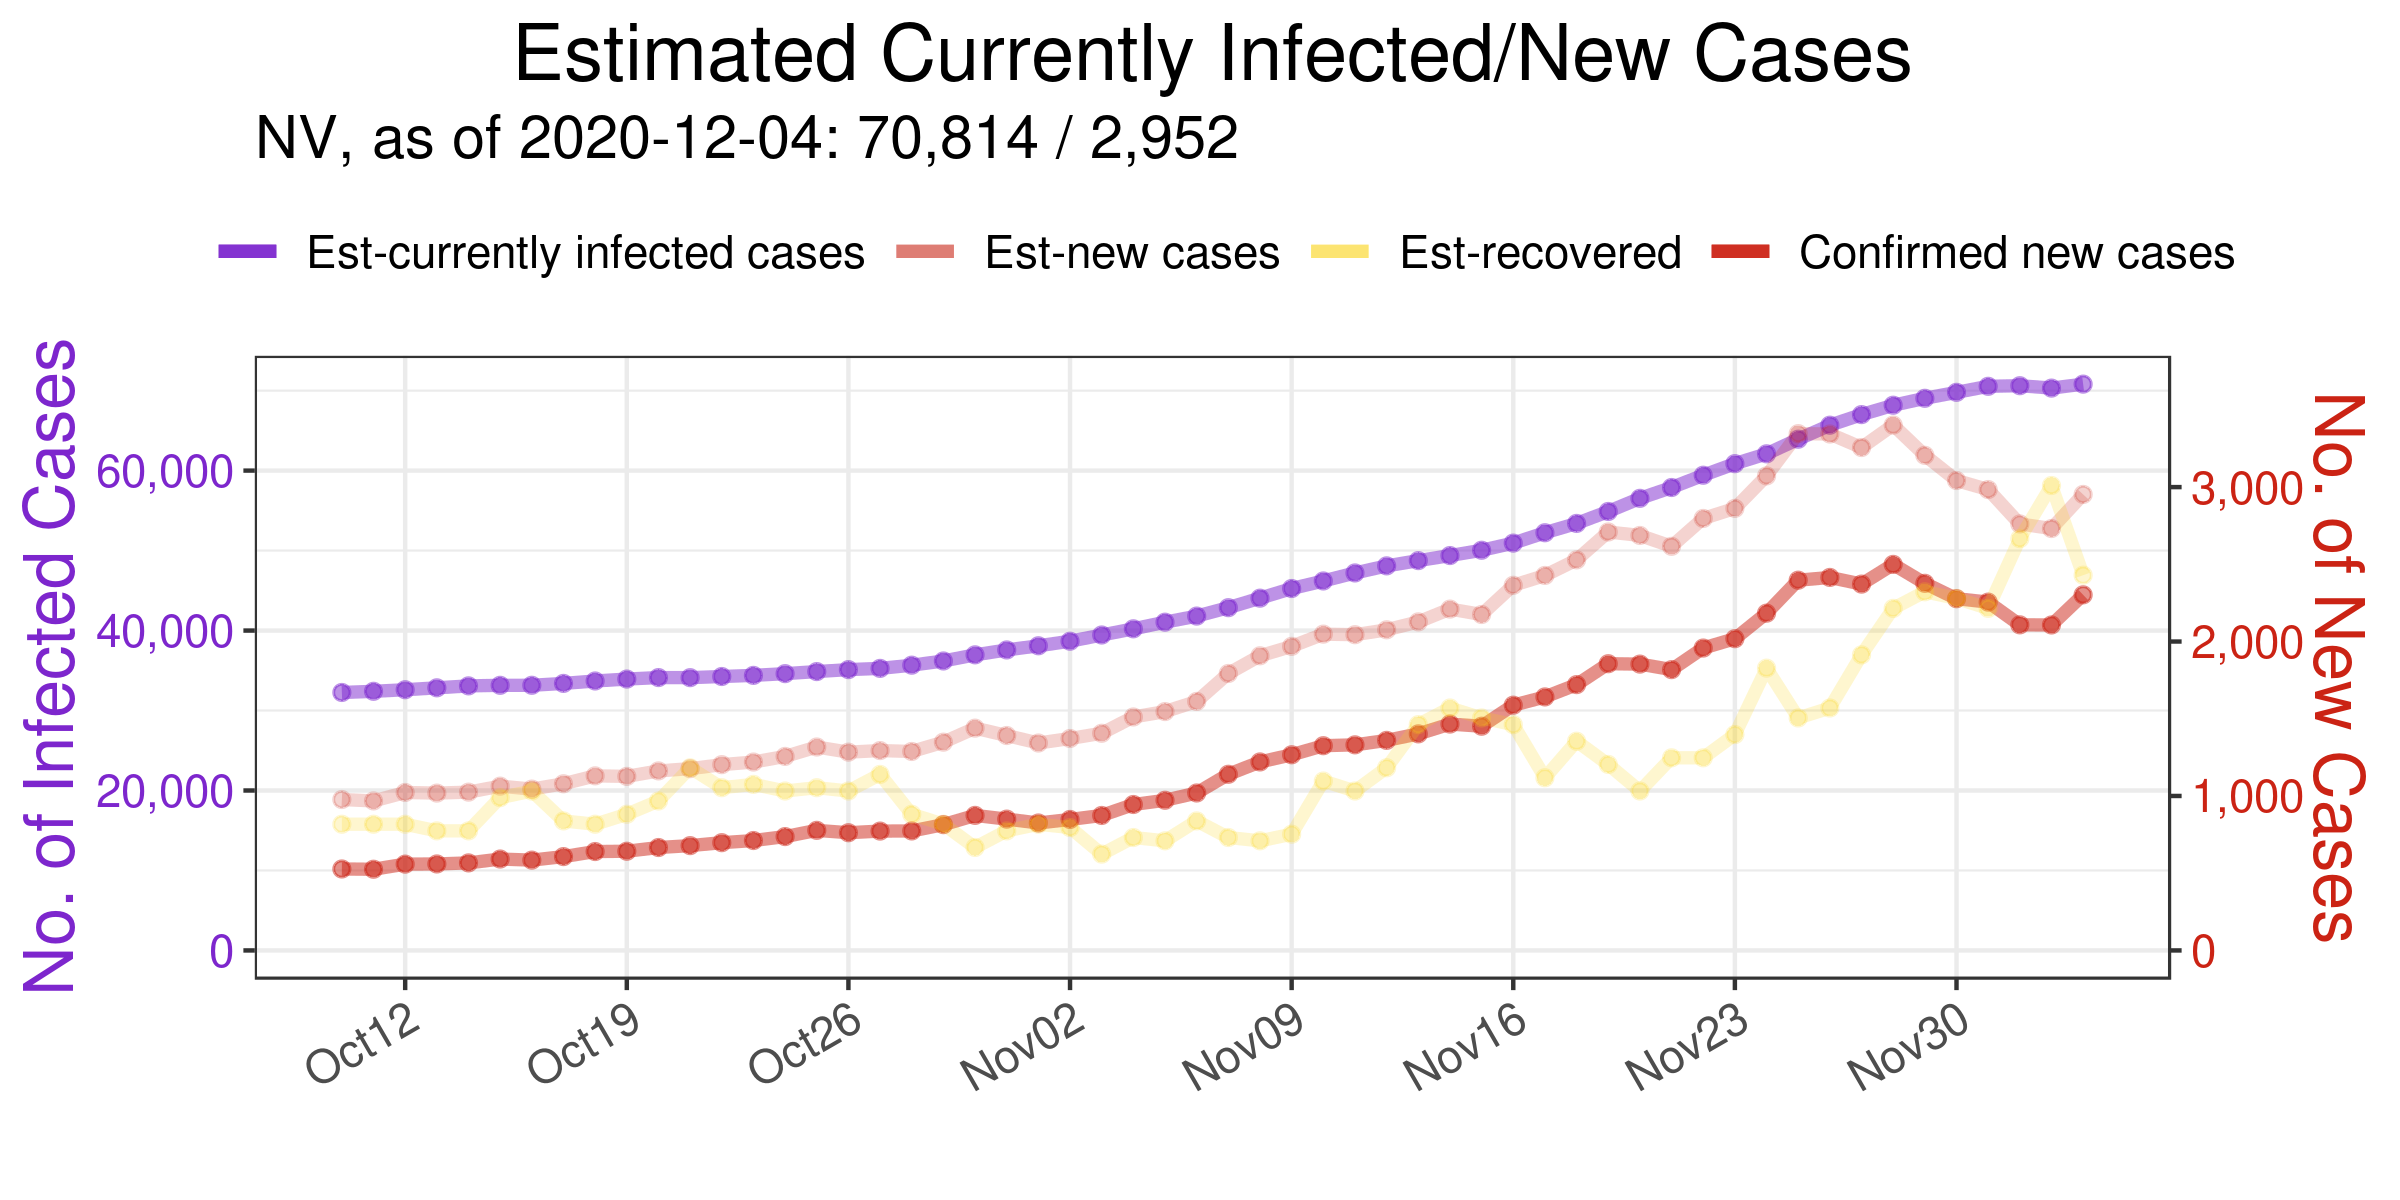 Estimated Currently Infected/New Cases
NV, as of 2020-12-04: 70,814 / 2,952
Est-currently infected cases Est-new cases Est-recovered Confirmed new cases
No. of Infected Cases
60,000
40,000
20,000
0
3,000
2,000
1,000
0
No. of New Cases
Oct12 Oct19 Oct26 Nov02 Nov09 Nov16 Nov23 Nov30